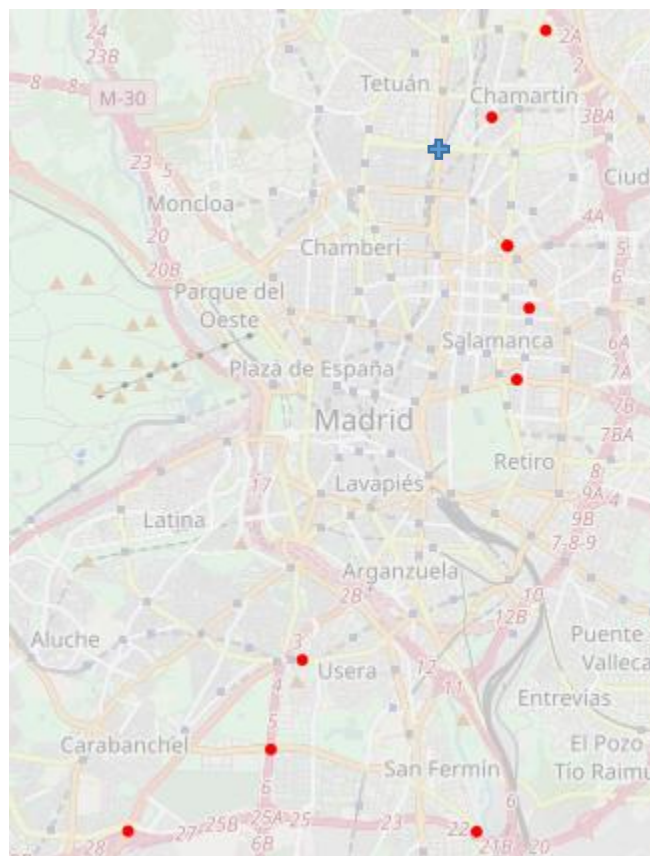 24
23B
2A
2
Tetuán
8
8
M-30
Chamartín
3BA
23
5
Ciud
Moncloa
4A
20
Chamberí
5
6
20B
Parque del
Oeste
Salamanca
6A
7A
Plaza de España
7B
Madrid
7BA
Retiro
8
17
Lavapiés
9A
4
Latina
9B
7-8-9
Arganzuela
2B
10
12B
Aluche
3
Puente
Valleca
Usera
12
11
4
Entrevías
5
Carabanchel
El Pozo
Tío Raimu
San Fermín
6
6
28
27
25B
25A
25
23
22
6B
21B
20